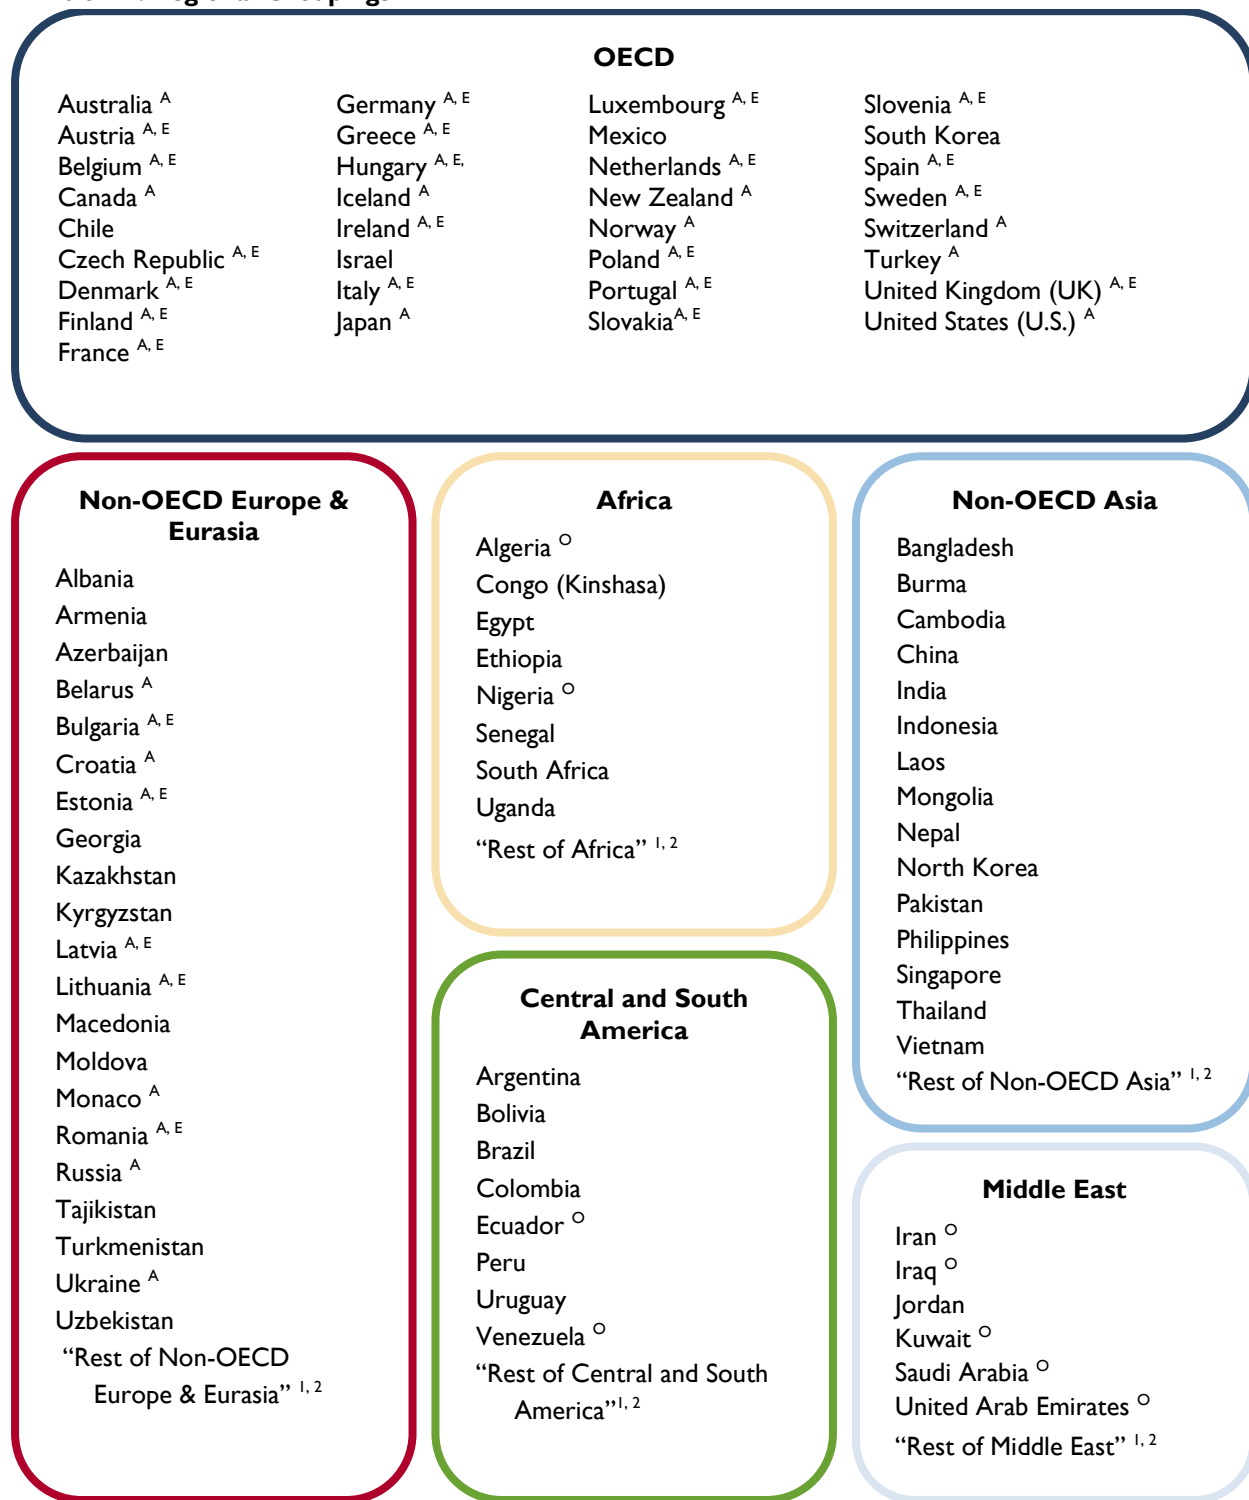 OECD
Australia A
Austria A, E
Belgium A, E
Canada A
Chile
Czech Republic A, E
Denmark A, E
Finland A, E
France A, E
Germany A, E
Greece A, E
Hungary A, E,
Iceland A
Ireland A, E
Israel
Italy A, E
Japan A
Luxembourg A, E
Mexico
Netherlands A, E
New Zealand A
Norway A
Poland A, E
Portugal A, E
Slovakia A, E
Slovenia A, E
South Korea
Spain A, E
Sweden A, E
Switzerland A
Turkey A
United Kingdom (UK) A, E
United States (U.S.) A
Non-OECD Europe &
Eurasia
Albania
Armenia
Azerbaijan
Belarus A
Bulgaria A, E
Croatia A
Estonia A, E
Georgia
Kazakhstan
Kyrgyzstan
Latvia A, E
Lithuania A, E
Macedonia
Moldova
Monaco A
Romania A, E
Russia A
Tajikistan
Turkmenistan
Ukraine A
Uzbekistan
“Rest of Non-OECD
Europe & Eurasia” 1, 2
Africa
Algeria O
Congo (Kinshasa)
Egypt
Ethiopia
Nigeria O
Senegal
South Africa
Uganda
“Rest of Africa” 1, 2
Central and South
America
Argentina
Bolivia
Brazil
Colombia
Ecuador O
Peru
Uruguay
Venezuela O
“Rest of Central and South
America”1, 2
Non-OECD Asia
Bangladesh
Burma
Cambodia
China
India
Indonesia
Laos
Mongolia
Nepal
North Korea
Pakistan
Philippines
Singapore
Thailand
Vietnam
“Rest of Non-OECD Asia” 1, 2
Middle East
Iran O
Iraq O
Jordan
Kuwait O
Saudi Arabia O
United Arab Emirates O
“Rest of Middle East” 1, 2